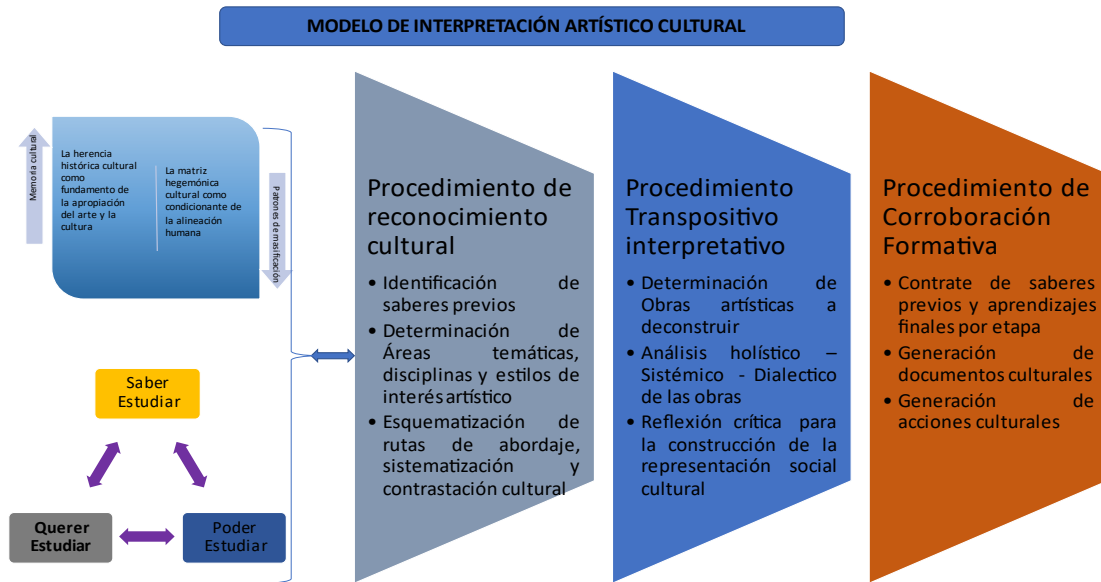 MODELO DE INTERPRETACIÓN ARTÍSTICO CULTURAL
Memoria cultural
La herencia
histórica cultural
como
fundamento de
la apropiación
del arte y la
cultura
La matriz
hegemónica
cultural como
condicionante de
la alineación
humana
Patrones de masificación
Saber
Estudiar
Querer
Estudiar
Poder
Estudiar
Procedimiento de
reconocimiento
cultural
• Identificación de
saberes previos
• Determinación de
Áreas temáticas,
disciplinas y estilos de
interés artístico
• Esquematización de
rutas de abordaje,
sistematización y
contrastación cultural
Procedimiento
Transpositivo
interpretativo
• Determinación de
Obras artísticas a
deconstruir
• Análisis holístico –
Sistémico - Dialectico
de las obras
• Reflexión crítica para
la construcción de la
representación social
cultural
Procedimiento de
Corroboración
Formativa
• Contrate de saberes
previos y aprendizajes
finales por etapa
• Generación de
documentos culturales
• Generación de
acciones culturales